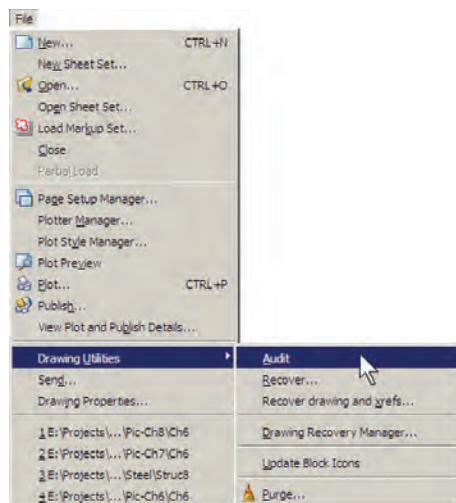 File
New... CTRL+N
New Sheet Set...
Open... CTRL+O
Open Sheet Set...
Load Markup Set...
Close
Partial Load
Page Setup Manager...
Plotter Manager...
Plot Style Manager...
Plot Preview
Plot... CTRL+P
Publish...
View Plot and Publish Details...
Drawing Utilities
Audit
Send...
Recover...
Drawing Properties...
Recover drawing and xrefs...
1 E:\Projects\...\Pic-Ch8\Ch6
Drawing Recovery Manager...
2 E:\Projects\...\Pic-Ch7\Ch6
Update Block Icons
3 E:\Projects\...\Steel\Struc8
4 E:\Projects\...\Pic-Ch6\Ch6
Purge...